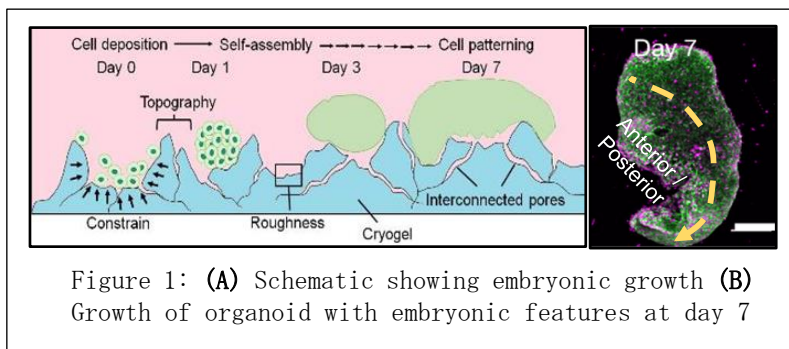 Cell deposition → Self-assembly → Cell patterning
Day 0 Day 1 Day 3 Day 7
Topography
Constrain
Roughness
Cryogel
Interconnected pores
Day 7
Anterior /
Posterior
Figure 1: (A) Schematic showing embryonic growth (B)
Growth of organoid with embryonic features at day 7